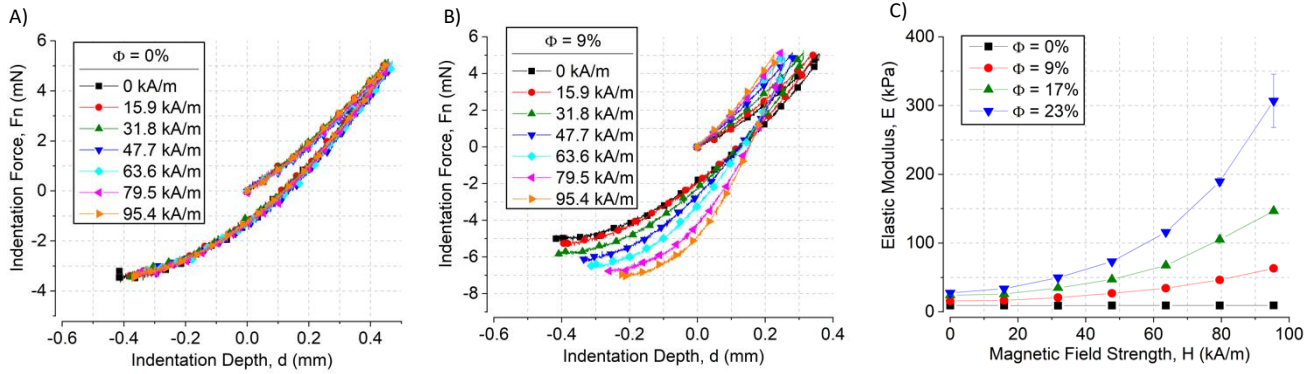 A)
Φ = 0%
0 kA/m
15.9 kA/m
31.8 kA/m
47.7 kA/m
63.6 kA/m
79.5 kA/m
95.4 kA/m
Indentation Force, Fn (mN)
6
4
2
0
-2
-4
-0.6
-0.4
-0.2
0.0
0.2
0.4
Indentation Depth, d (mm)
B)
Φ = 9%
0 kA/m
15.9 kA/m
31.8 kA/m
47.7 kA/m
63.6 kA/m
79.5 kA/m
95.4 kA/m
Indentation Force, Fn (mN)
6
4
2
0
-2
-4
-6
-8
-0.6
-0.4
-0.2
0.0
0.2
0.4
Indentation Depth, d (mm)
C)
Φ = 0%
Φ = 9%
Φ = 17%
Φ = 23%
Elastic Modulus, E (kPa)
400
300
200
100
0
0
20
40
60
80
100
Magnetic Field Strength, H (kA/m)